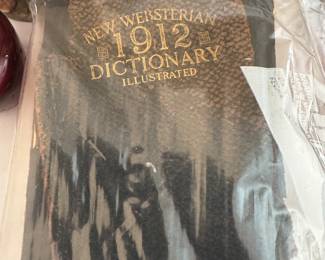 NEW WEBSTERIAN
1912
DICTIONARY
ILLUSTRATED